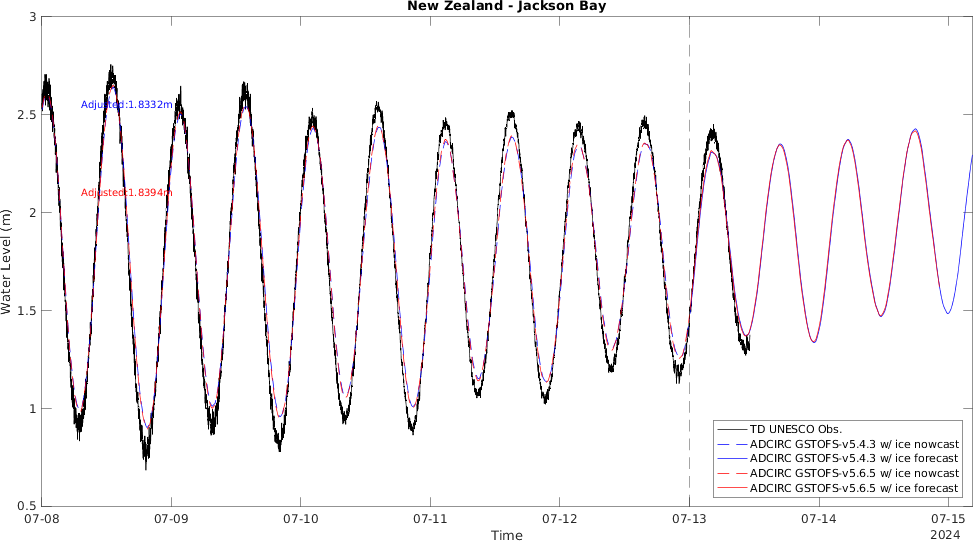 New Zealand - Jackson Bay
3
2.5
2
1.5
1
0.5
Water Level (m)
Adjusted:1.8332m
Adjusted:1.8394m
TD UNESCO Obs.
ADCIRC GSTOFS-v5.4.3 w/ ice nowcast
ADCIRC GSTOFS-v5.4.3 w/ ice forecast
ADCIRC GSTOFS-v5.6.5 w/ ice nowcast
ADCIRC GSTOFS-v5.6.5 w/ ice forecast
07-08 07-09 07-10 07-11 07-12 07-13 07-14 07-15
Time
2024